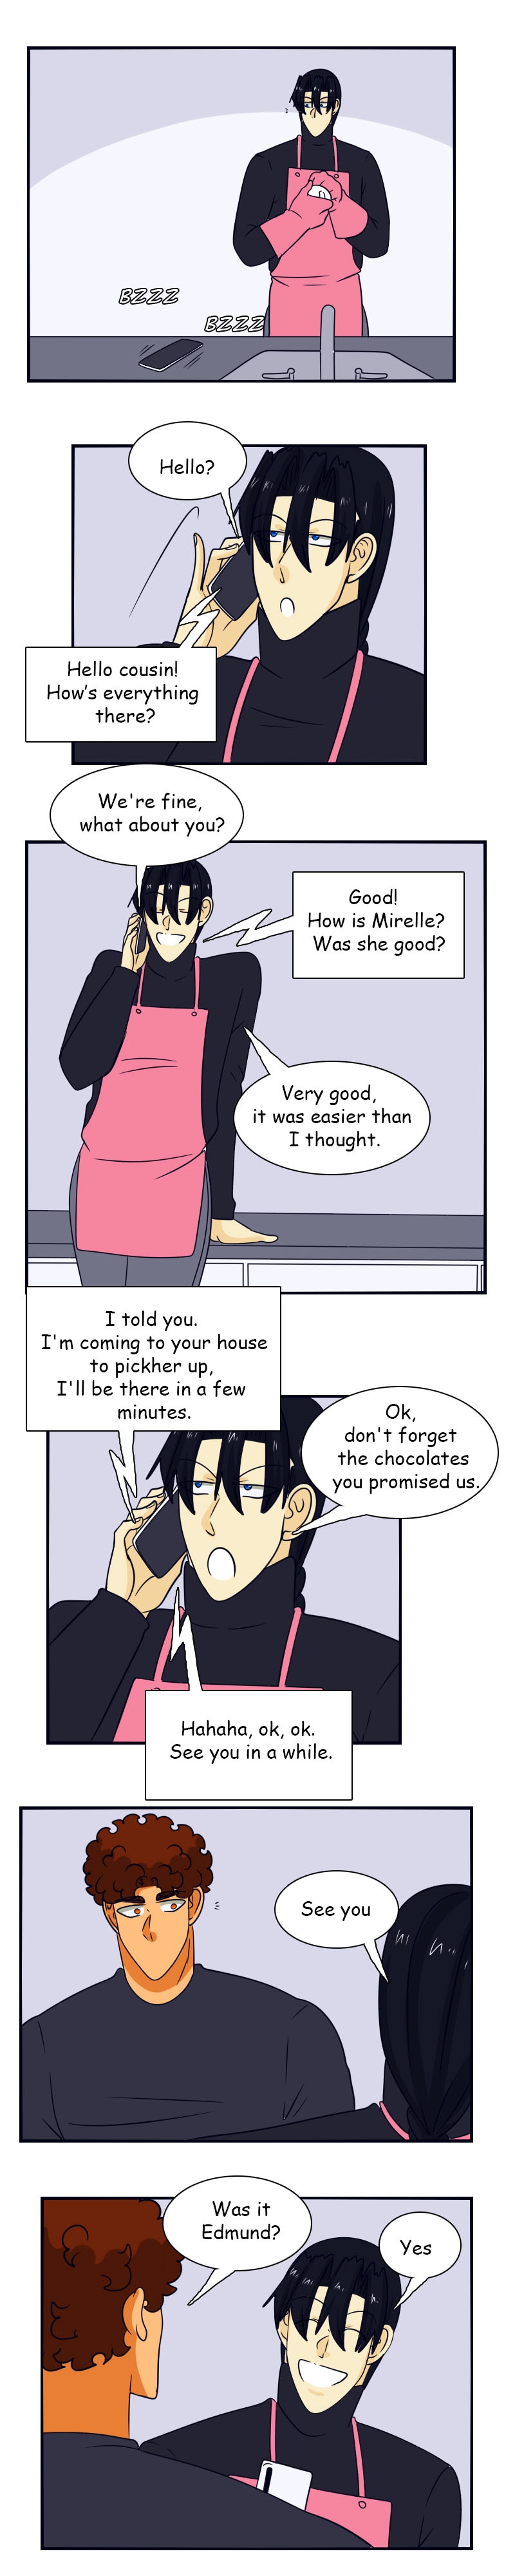 BZZZ
BZZZ
Hello?
Hello cousin!
How's everything
there?
We're fine,
what about you?
Good!
How is Mirelle?
Was she good?
Very good,
it was easier than
I thought.
I told you.
I'm coming to your house
to pickher up,
I'll be there in a few
minutes.
Ok,
don't forget
the chocolates
you promised us.
Hahaha, ok, ok.
See you in a while.
See you
Was it
Edmund?
Yes